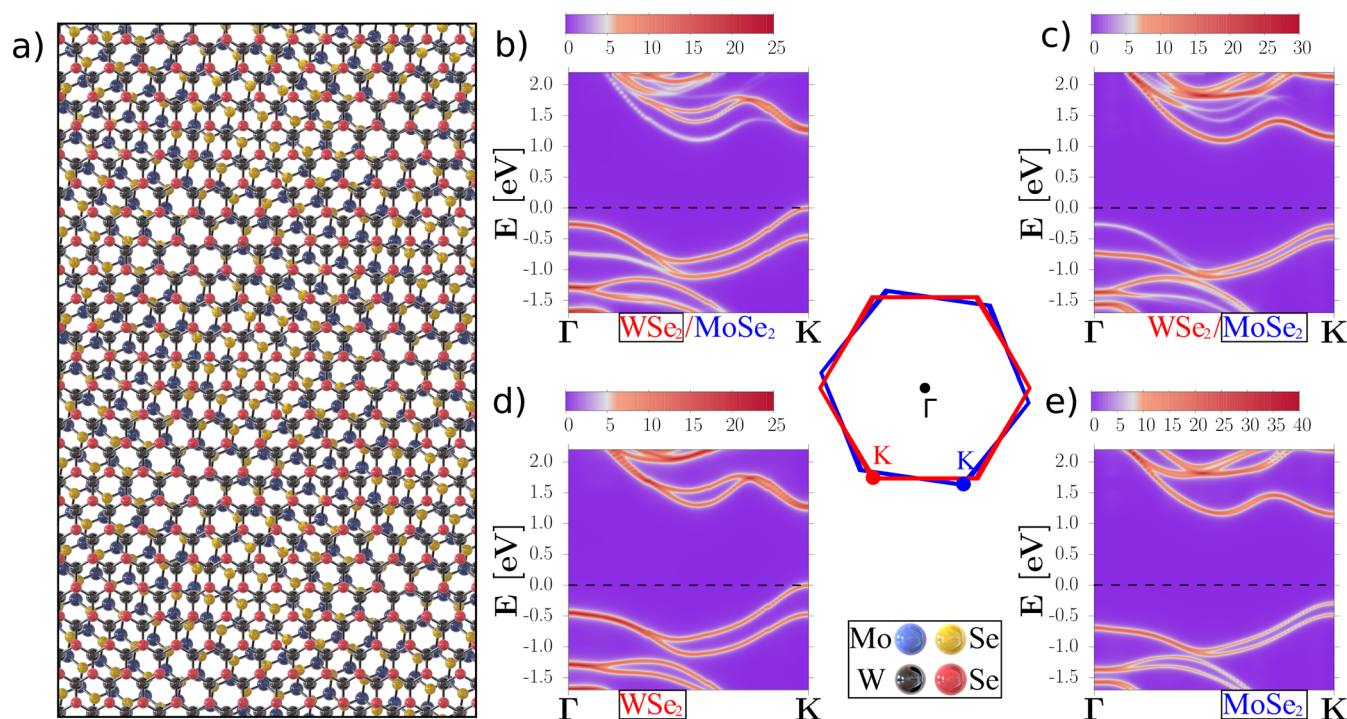 a)
b)
0 5 10 15 20 25
E [eV]
2.0
1.5
1.0
0.5
0.0
-0.5
-1.0
-1.5
Γ WSe₂/MoSe₂ K
c)
0 5 10 15 20 25 30
E [eV]
2.0
1.5
1.0
0.5
0.0
-0.5
-1.0
-1.5
Γ WSe₂/MoSe₂ K
Γ
K K
d)
0 5 10 15 20 25
E [eV]
2.0
1.5
1.0
0.5
0.0
-0.5
-1.0
-1.5
Γ WSe₂ K
Mo Se
W Se
e)
0 5 10 15 20 25 30 35 40 45
E [eV]
2.0
1.5
1.0
0.5
0.0
-0.5
-1.0
-1.5
Γ MoSe₂ K